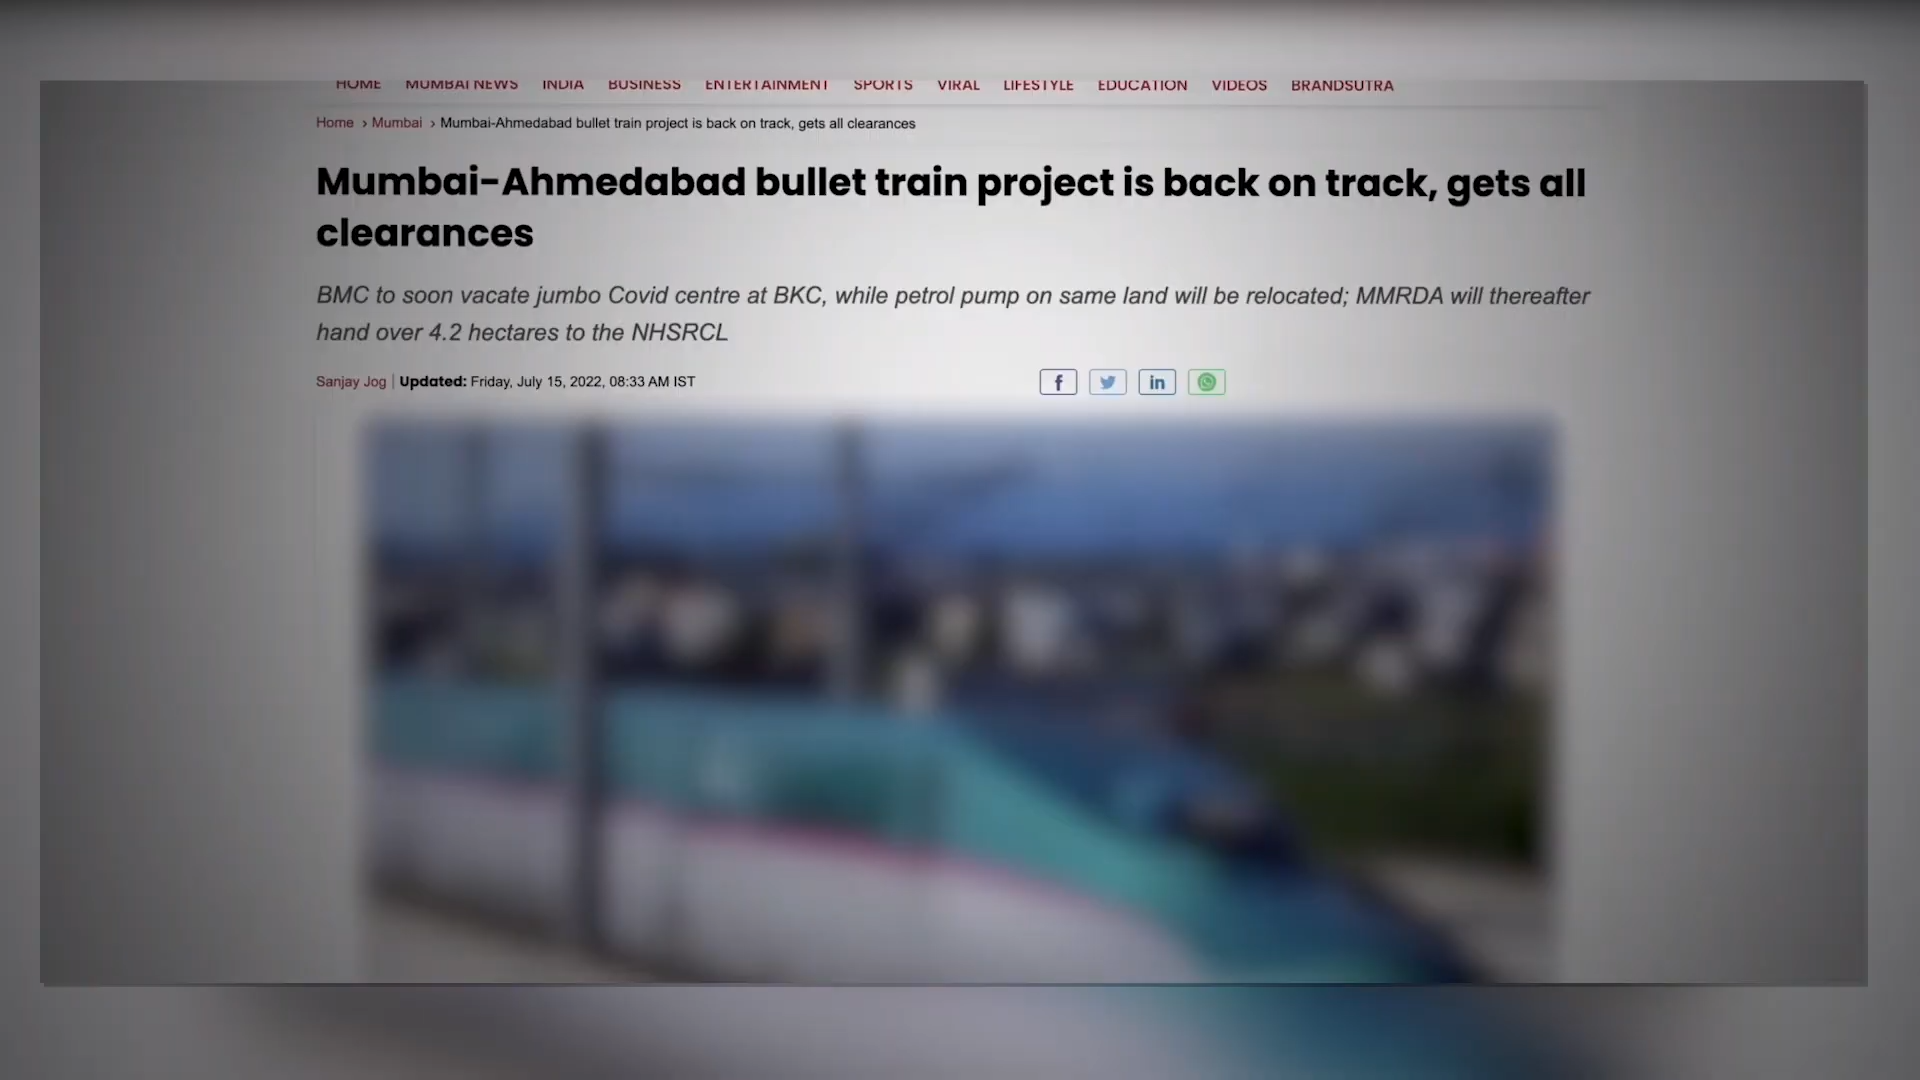 HOME MUMBAI NEWS INDIA BUSINESS ENTERTAINMENT SPORTS VIRAL LIFESTYLE EDUCATION VIDEOS BRANDSUTRA
Home › Mumbai › Mumbai-Ahmedabad bullet train project is back on track, gets all clearances
Mumbai-Ahmedabad bullet train project is back on track, gets all
clearances
BMC to soon vacate jumbo Covid centre at BKC, while petrol pump on same land will be relocated; MMRDA will thereafter
hand over 4.2 hectares to the NHSRCL
Sanjay Jog | Updated: Friday, July 15, 2022, 08:33 AM IST